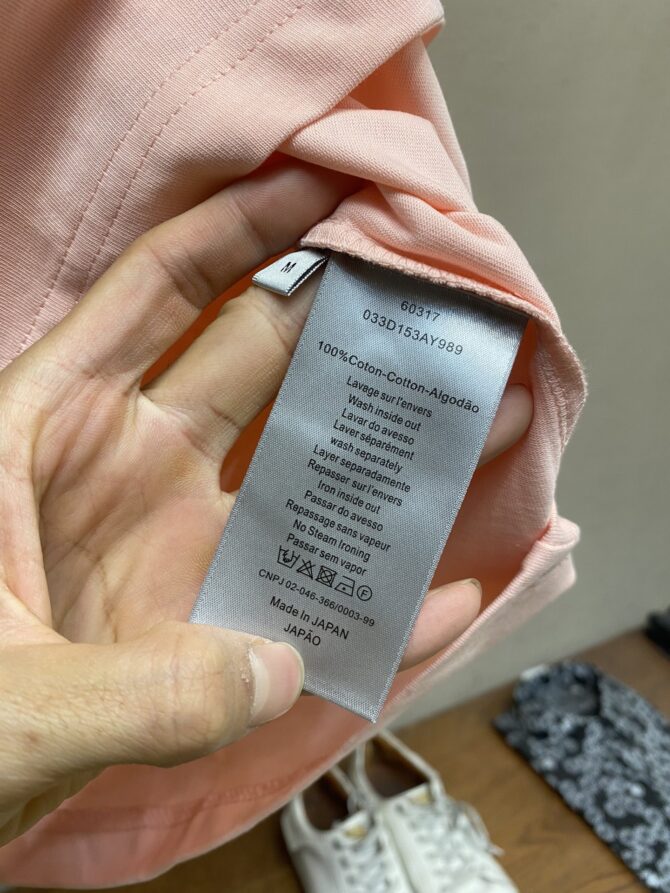 M
60317
033D153AY989
100%Coton-Cotton-Algodão
Lavage sur l'envers
Wash inside out
Lavar do avesso
Laver séparément
wash separately
Layer separadamente
Repasser sur l'envers
Iron inside out
Passar do avesso
Repassage sans vapeur
No Steam Ironing
Passar sem vapor
F
CNPJ 02-046-366/0003-99
Made in JAPAN
JAPÃO